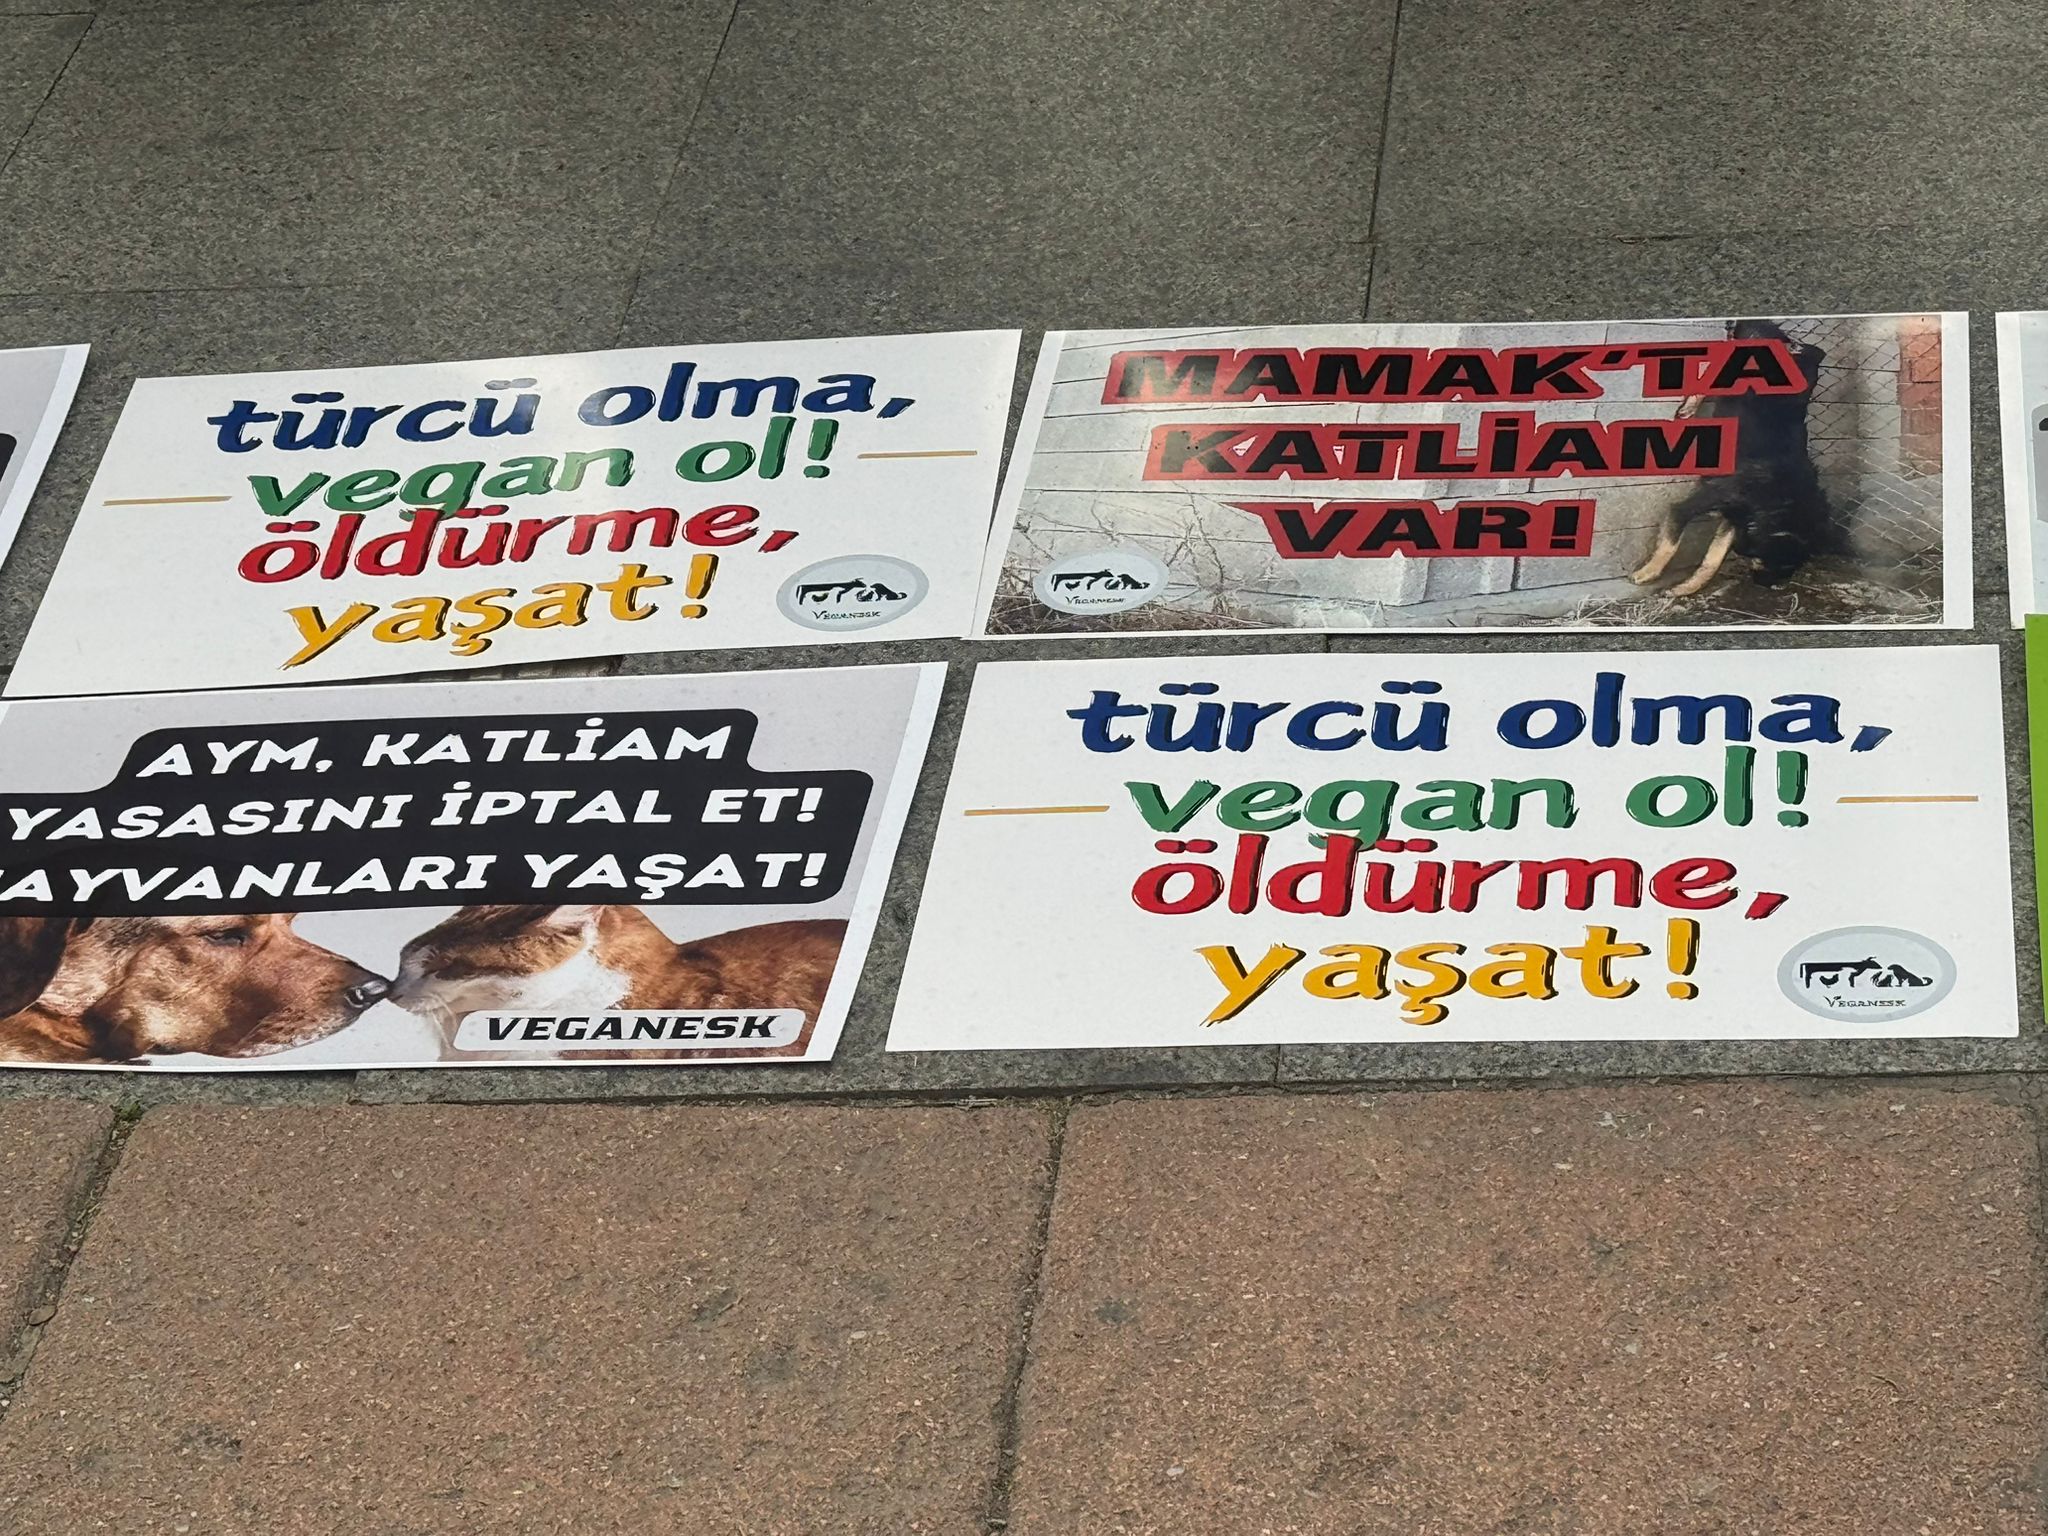 türcü olma,
vegan ol!
öldürme,
yaşat!
VEGANESK
MAMAK'TA
KATLİAM
VAR!
VEGANESK
AYM, KATLİAM
YASASINI İPTAL ET!
AYVANLARI YAŞAT!
VEGANESK
türcü olma,
vegan ol!
öldürme,
yaşat!
VEGANESK